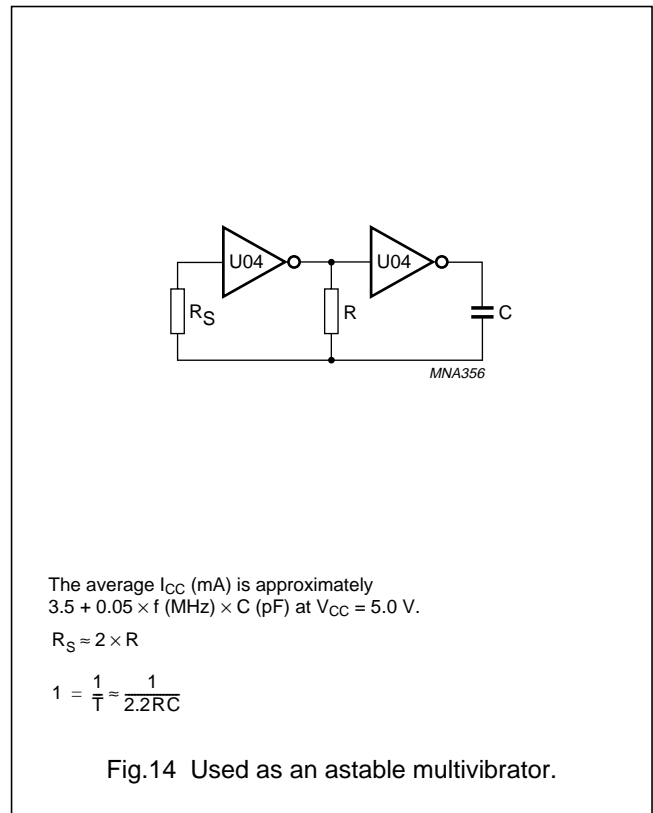 U04 U04
R_S R C
MNA356
The average I_CC (mA) is approximately
3.5 + 0.05 × f (MHz) × C (pF) at V_CC = 5.0 V.
R_S ≈ 2 × R
1 = 1/T ≈ 1/2.2RC
Fig.14 Used as an astable multivibrator.